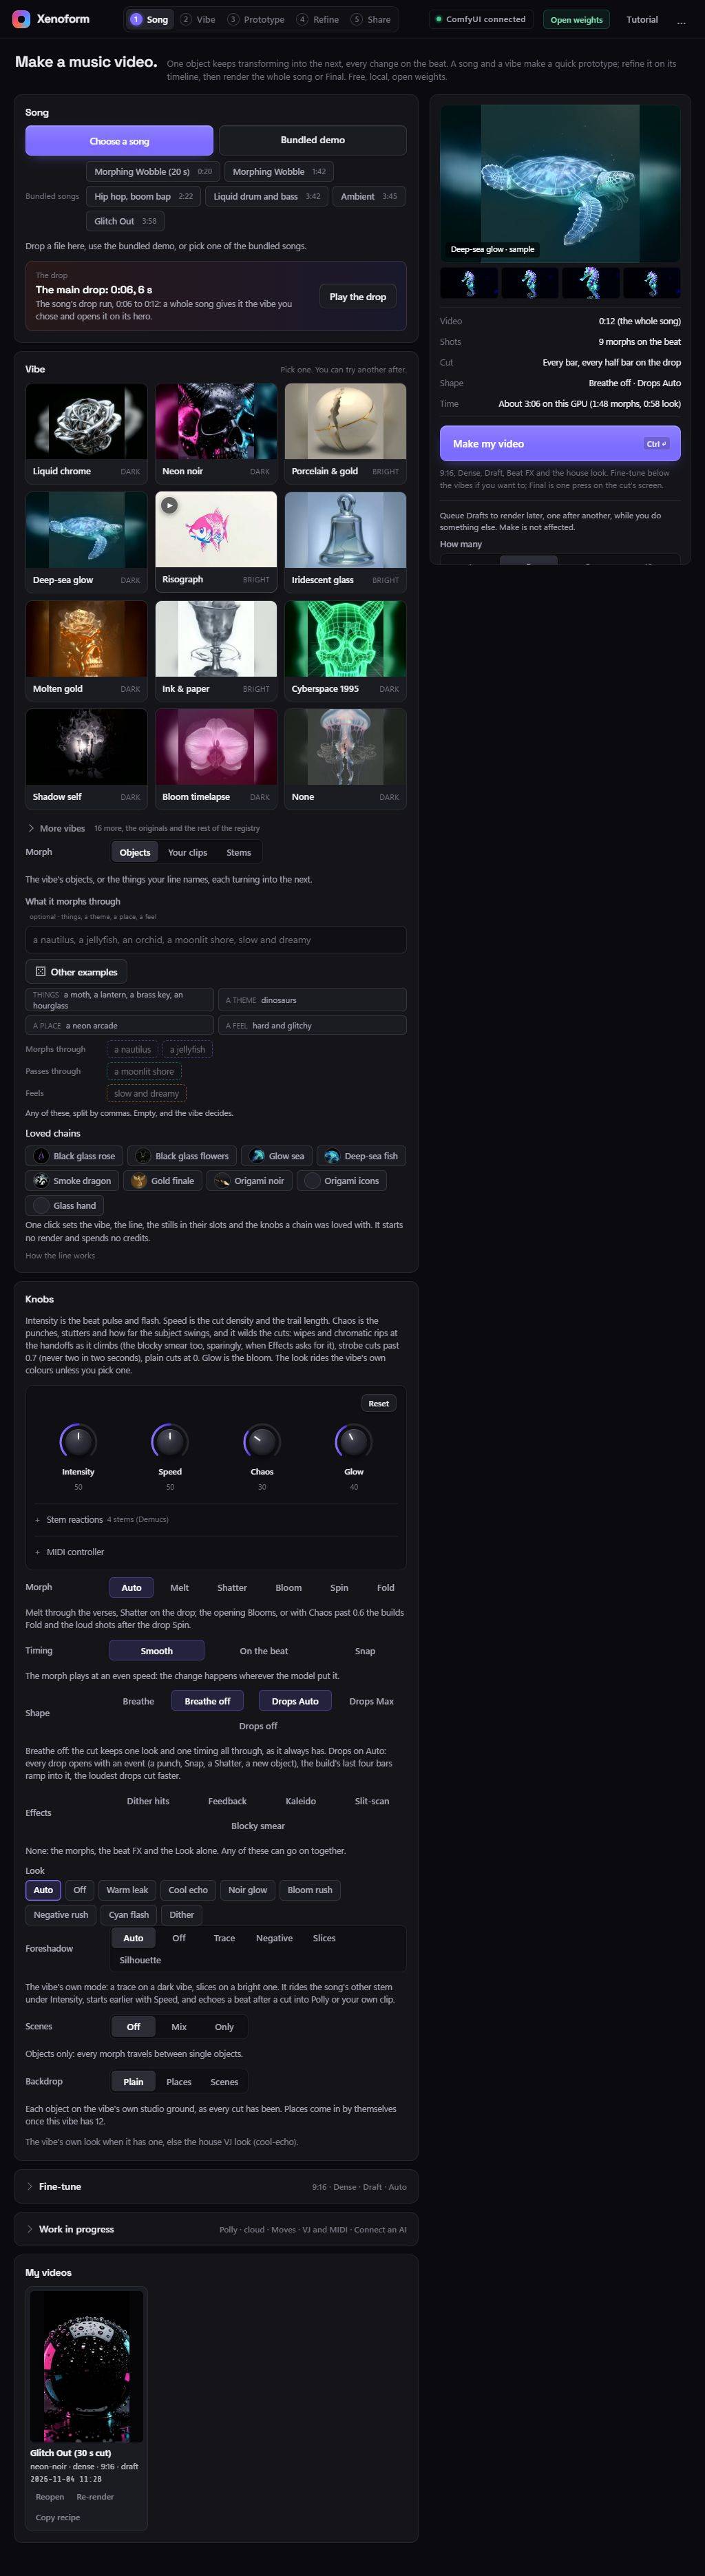 Xenoform
1 Song
2 Vibe
3 Prototype
4 Refine
5 Share
ComfyUI connected
Open weights
Tutorial
...
Make a music video.
One object keeps transforming into the next, every change on the beat. A song and a vibe make a quick prototype; refine it on its
timeline, then render the whole song or Final. Free, local, open weights.
Song
Choose a song
Bundled demo
Bundled songs
Morphing Wobble (20 s) 0:20
Morphing Wobble 1:42
Hip hop, boom bap 2:22
Liquid drum and bass 3:42
Ambient 3:45
Glitch Out 3:58
Drop a file here, use the bundled demo, or pick one of the bundled songs.
The drop
The main drop: 0:06, 6 s
The song's drop run, 0:06 to 0:12: a whole song gives it the vibe you
chose and opens it on its hero.
Play the drop
Vibe
Pick one. You can try another after.
Liquid chrome DARK
Neon noir DARK
Porcelain & gold BRIGHT
Deep-sea glow DARK
Risograph BRIGHT
Iridescent glass BRIGHT
Molten gold DARK
Ink & paper BRIGHT
Cyberspace 1995 DARK
Shadow self DARK
Bloom timelapse DARK
None DARK
More vibes 16 more, the originals and the rest of the registry
Morph
Objects
Your clips
Stems
The vibe's objects, or the things your line names, each turning into the next.
What it morphs through
optional · things, a theme, a place, a feel
a nautilus, a jellyfish, an orchid, a moonlit shore, slow and dreamy
Other examples
THINGS a moth, a lantern, a brass key, an
hourglass
A THEME dinosaurs
A PLACE a neon arcade
A FEEL hard and glitchy
Morphs through a nautilus a jellyfish
Passes through a moonlit shore
Feels slow and dreamy
Any of these, split by commas. Empty, and the vibe decides.
Loved chains
Black glass rose
Black glass flowers
Glow sea
Deep-sea fish
Smoke dragon
Gold finale
Origami noir
Origami icons
Glass hand
One click sets the vibe, the line, the stills in their slots and the knobs a chain was loved with. It starts
no render and spends no credits.
How the line works
Knobs
Intensity is the beat pulse and flash. Speed is the cut density and the trail length. Chaos is the
punches, stutters and how far the subject swings, and it wilds the cuts: wipes and chromatic rips at
the handoffs as it climbs (the blocky smear too, sparingly, when Effects asks for it), strobe cuts past
0.7 (never two in two seconds), plain cuts at 0. Glow is the bloom. The look rides the vibe's own
colours unless you pick one.
Reset
Intensity
Speed
Chaos
Glow
50
50
30
40
+ Stem reactions 4 stems (Demucs)
+ MIDI controller
Morph
Auto
Melt
Shatter
Bloom
Spin
Fold
Melt through the verses, Shatter on the drop; the opening Blooms, or with Chaos past 0.6 the builds
Fold and the loud shots after the drop Spin.
Timing
Smooth
On the beat
Snap
The morph plays at an even speed: the change happens wherever the model put it.
Shape
Breathe
Breathe off
Drops Auto
Drops Max
Drops off
Breathe off: the cut keeps one look and one timing all through, as it always has. Drops on Auto:
every drop opens with an event (a punch, Snap, a Shatter, a new object), the build's last four bars
ramp into it, the loudest drops cut faster.
Effects
Dither hits
Feedback
Kaleido
Slit-scan
Blocky smear
None: the morphs, the beat FX and the Look alone. Any of these can go on together.
Look
Auto
Off
Warm leak
Cool echo
Noir glow
Bloom rush
Negative rush
Cyan flash
Dither
Foreshadow
Auto
Off
Trace
Negative
Slices
Silhouette
The vibe's own mode: a trace on a dark vibe, slices on a bright one. It rides the song's other stem
under Intensity, starts earlier with Speed, and echoes a beat after a cut into Polly or your own clip.
Scenes
Off
Mix
Only
Objects only: every morph travels between single objects.
Backdrop
Plain
Places
Scenes
Each object on the vibe's own studio ground, as every cut has been. Places come in by themselves
once this vibe has 12.
The vibe's own look when it has one, else the house VJ look (cool-echo).
Fine-tune
9:16 · Dense · Draft · Auto
Work in progress
Polly · cloud · Moves · VJ and MIDI · Connect an AI
My videos
Glitch Out (30 s cut)
neon-noir · dense · 9:16 · draft
2026-11-04 11:28
Reopen
Re-render
Copy recipe
Deep-sea glow · sample
Video 0:12 (the whole song)
Shots 9 morphs on the beat
Cut Every bar, every half bar on the drop
Shape Breathe off · Drops Auto
Time About 3:06 on this GPU (1:48 morphs, 0:58 look)
Make my video
Ctrl ↵
9:16, Dense, Draft, Beat FX and the house look. Fine-tune below
the vibes if you want to; Final is one press on the cut's screen.
Queue Drafts to render later, one after another, while you do
something else. Make is not affected.
How many